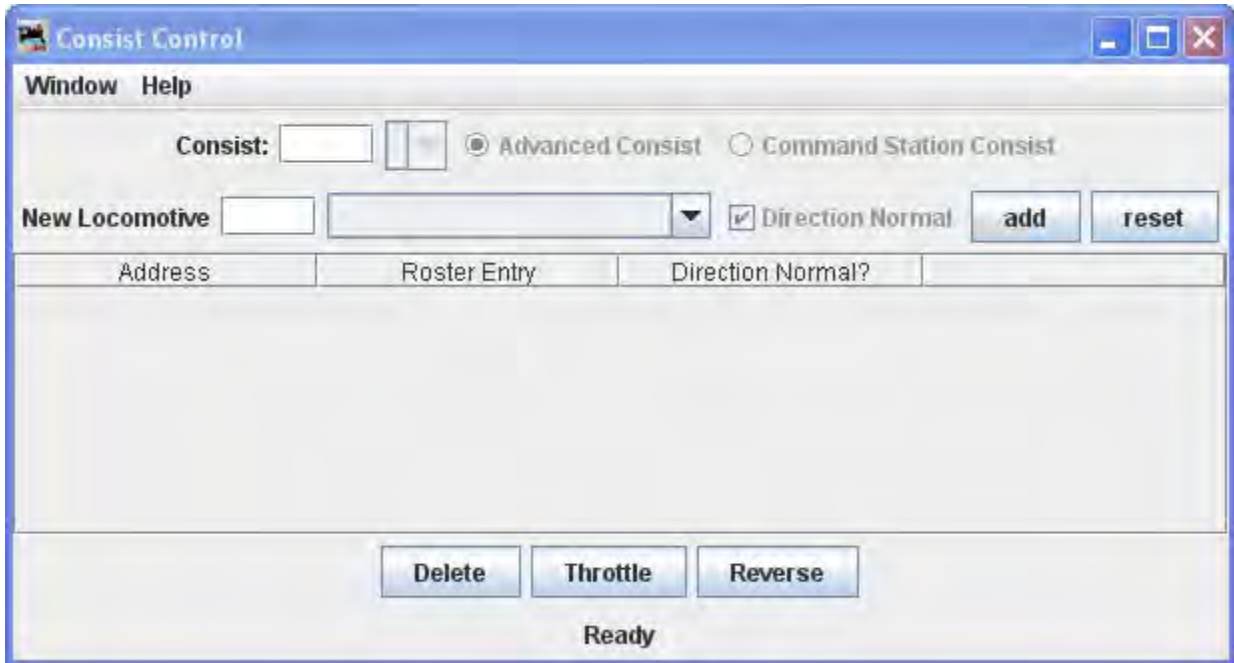 Consist Control
Window Help
Consist: Advanced Consist Command Station Consist
New Locomotive Direction Normal add reset
Address Roster Entry Direction Normal?
Delete Throttle Reverse
Ready